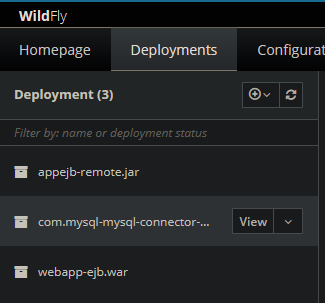 WildFly
Homepage Deployments Configurat
Deployment (3)
Filter by: name or deployment status
appejb-remote.jar
com.mysql-mysql-connector-... View
webapp-ejb.war